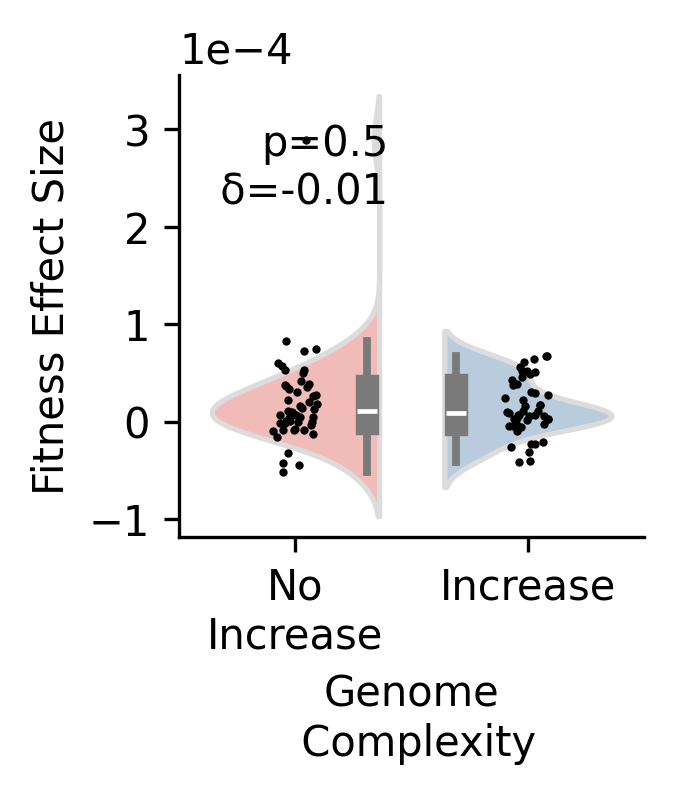 1e−4
Fitness Effect Size
3
2
1
0
−1
p=0.5
δ=-0.01
No
Increase
Increase
Genome
Complexity